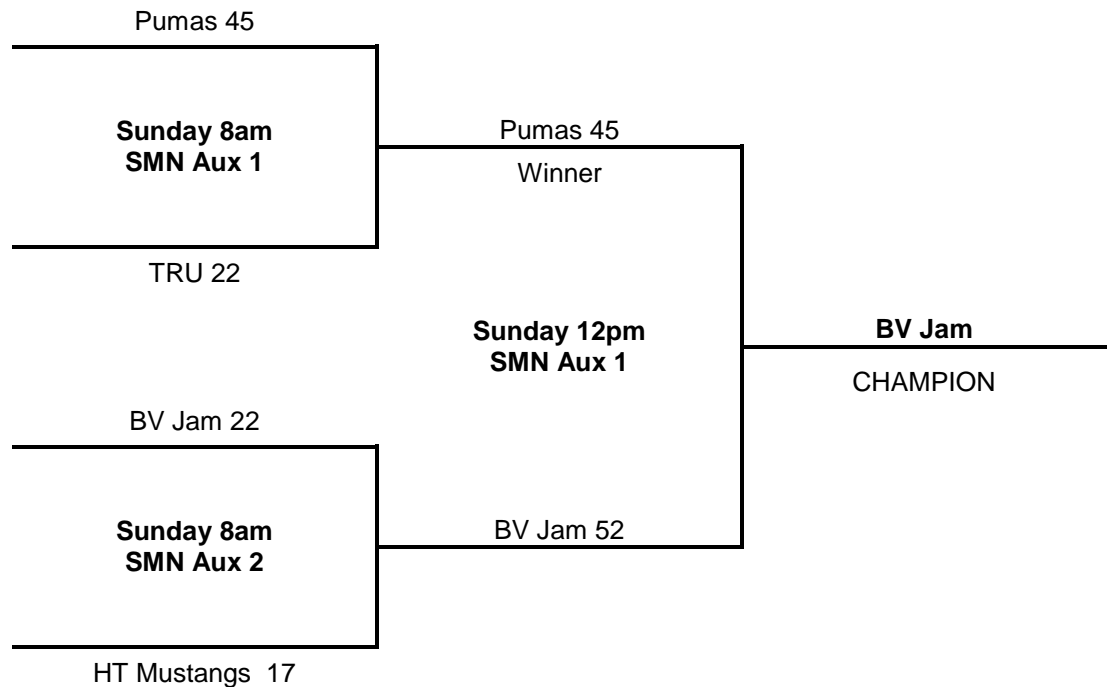 Pumas 45
Sunday 8am
SMN Aux 1
Pumas 45
Winner
TRU 22
Sunday 12pm
SMN Aux 1
BV Jam
CHAMPION
BV Jam 22
Sunday 8am
SMN Aux 2
BV Jam 52
HT Mustangs  17